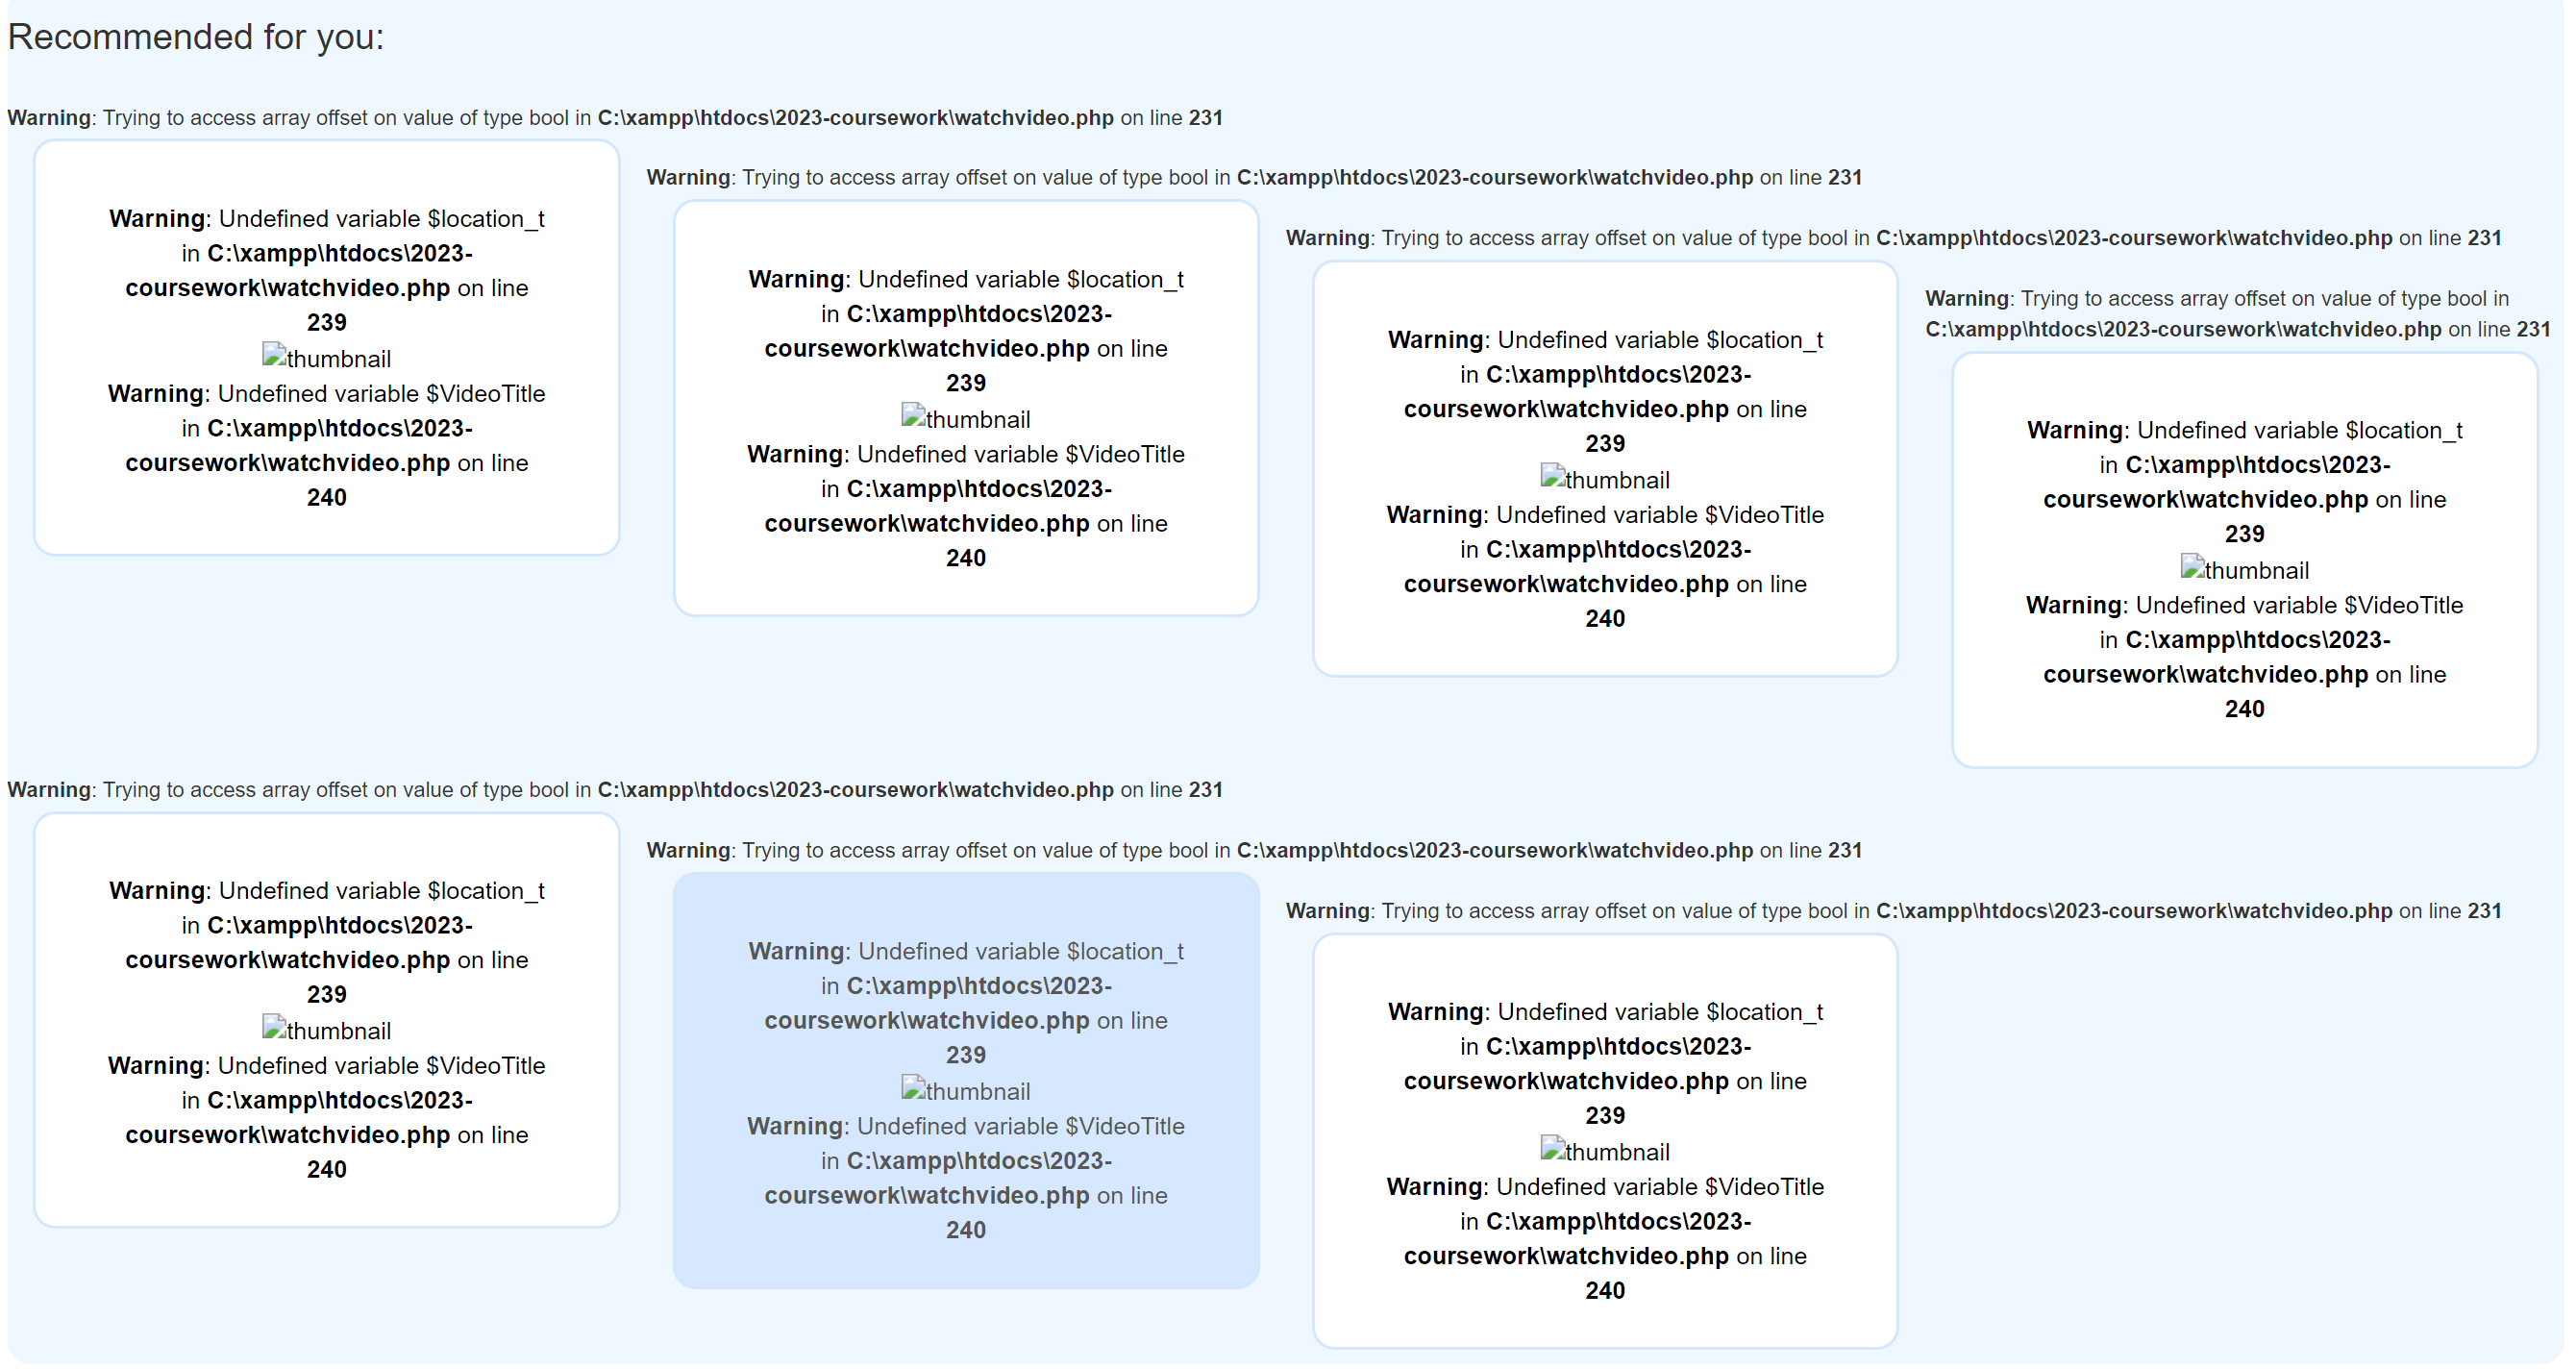 Recommended for you:
Warning: Trying to access array offset on value of type bool in C:\xampp\htdocs\2023-coursework\watchvideo.php on line 231
Warning: Undefined variable $location_t
in C:\xampp\htdocs\2023-
coursework\watchvideo.php on line
239
thumbnail
Warning: Undefined variable $VideoTitle
in C:\xampp\htdocs\2023-
coursework\watchvideo.php on line
240
Warning: Trying to access array offset on value of type bool in C:\xampp\htdocs\2023-coursework\watchvideo.php on line 231
Warning: Undefined variable $location_t
in C:\xampp\htdocs\2023-
coursework\watchvideo.php on line
239
thumbnail
Warning: Undefined variable $VideoTitle
in C:\xampp\htdocs\2023-
coursework\watchvideo.php on line
240
Warning: Trying to access array offset on value of type bool in C:\xampp\htdocs\2023-coursework\watchvideo.php on line 231
Warning: Undefined variable $location_t
in C:\xampp\htdocs\2023-
coursework\watchvideo.php on line
239
thumbnail
Warning: Undefined variable $VideoTitle
in C:\xampp\htdocs\2023-
coursework\watchvideo.php on line
240
Warning: Trying to access array offset on value of type bool in
C:\xampp\htdocs\2023-coursework\watchvideo.php on line 231
Warning: Undefined variable $location_t
in C:\xampp\htdocs\2023-
coursework\watchvideo.php on line
239
thumbnail
Warning: Undefined variable $VideoTitle
in C:\xampp\htdocs\2023-
coursework\watchvideo.php on line
240
Warning: Trying to access array offset on value of type bool in C:\xampp\htdocs\2023-coursework\watchvideo.php on line 231
Warning: Undefined variable $location_t
in C:\xampp\htdocs\2023-
coursework\watchvideo.php on line
239
thumbnail
Warning: Undefined variable $VideoTitle
in C:\xampp\htdocs\2023-
coursework\watchvideo.php on line
240
Warning: Trying to access array offset on value of type bool in C:\xampp\htdocs\2023-coursework\watchvideo.php on line 231
Warning: Undefined variable $location_t
in C:\xampp\htdocs\2023-
coursework\watchvideo.php on line
239
thumbnail
Warning: Undefined variable $VideoTitle
in C:\xampp\htdocs\2023-
coursework\watchvideo.php on line
240
Warning: Trying to access array offset on value of type bool in C:\xampp\htdocs\2023-coursework\watchvideo.php on line 231
Warning: Undefined variable $location_t
in C:\xampp\htdocs\2023-
coursework\watchvideo.php on line
239
thumbnail
Warning: Undefined variable $VideoTitle
in C:\xampp\htdocs\2023-
coursework\watchvideo.php on line
240